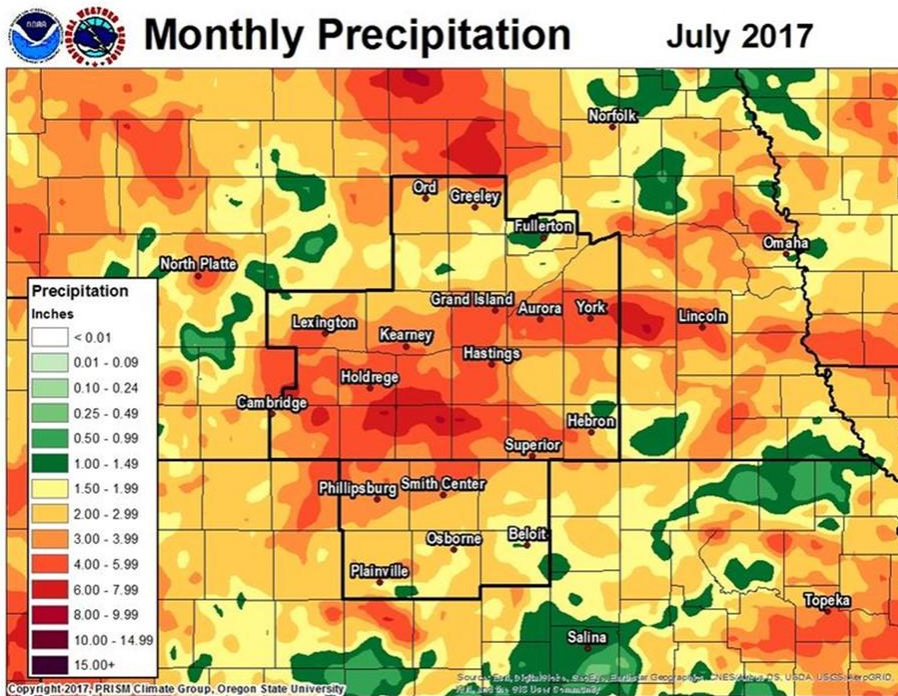 Monthly Precipitation
July 2017
Norfolk
Ord
Greeley
Fullerton
Omaha
North Platte
Grand Island
Aurora
York
Lincoln
Lexington
Kearney
Hastings
Holdrege
Cambridge
Hebron
Superior
Phillipsburg
Smith Center
Osborne
Beloit
Plainville
Topeka
Salina
Precipitation
Inches
< 0.01
0.01 - 0.09
0.10 - 0.24
0.25 - 0.49
0.50 - 0.99
1.00 - 1.49
1.50 - 1.99
2.00 - 2.99
3.00 - 3.99
4.00 - 5.99
6.00 - 7.99
8.00 - 9.99
10.00 - 14.99
15.00+
Copyright 2017, PRISM Climate Group, Oregon State University